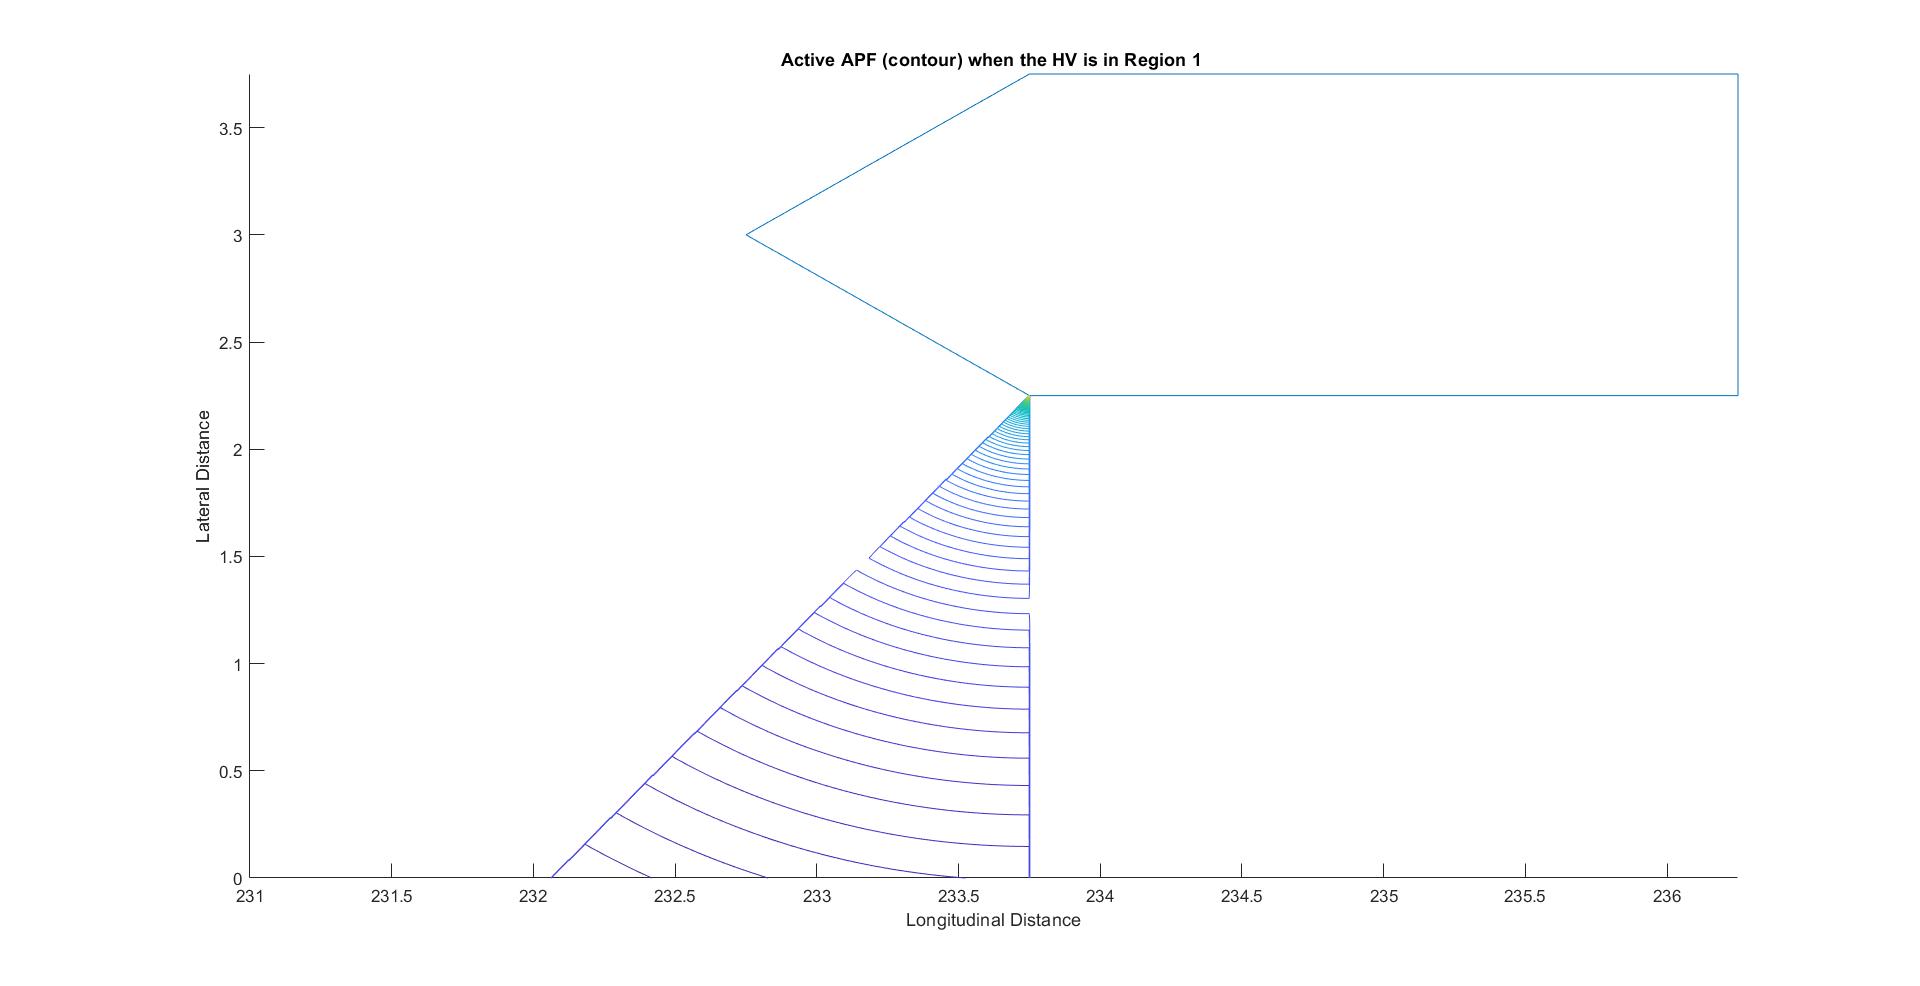 Active APF (contour) when the HV is in Region 1
3.5
3
2.5
2
1.5
1
0.5
0
Lateral Distance
231 231.5 232 232.5 233 233.5 234 234.5 235 235.5 236
Longitudinal Distance